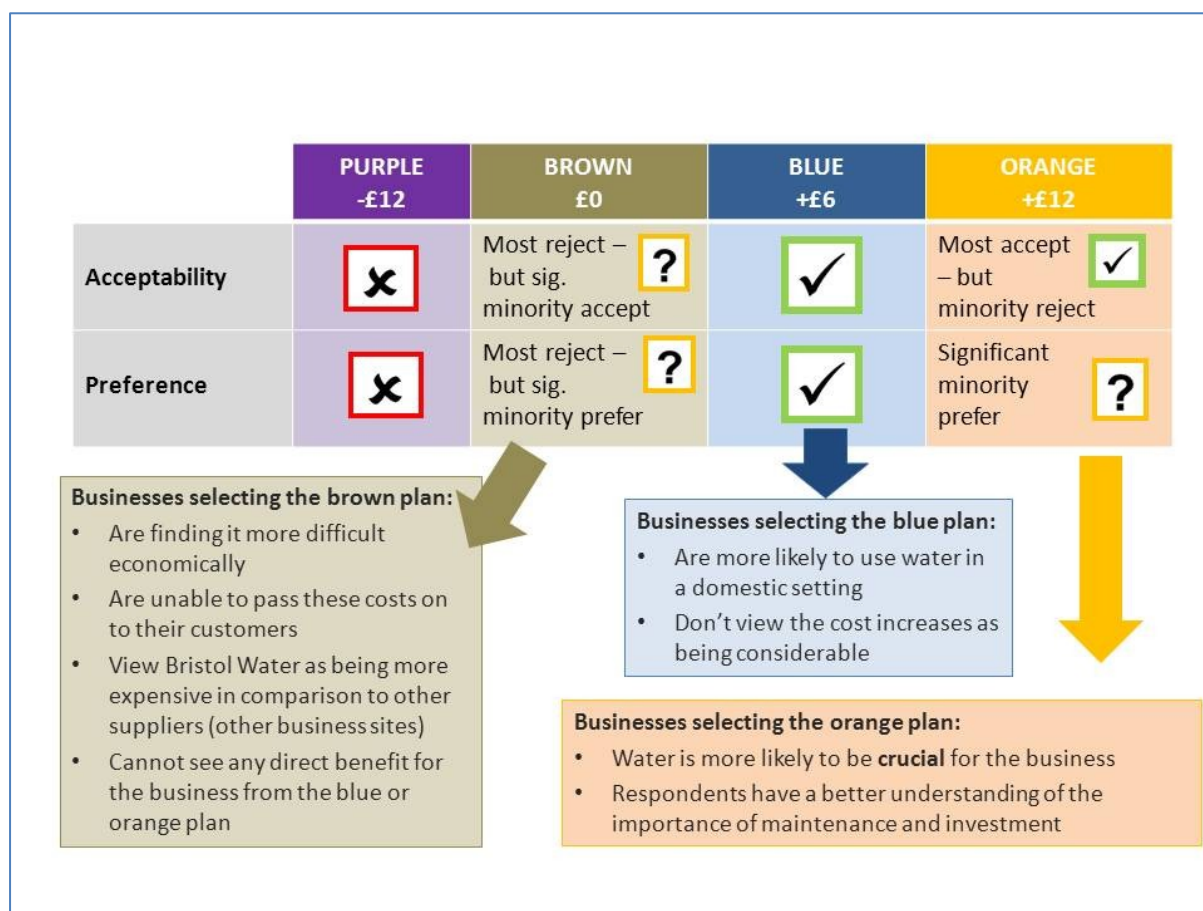 PURPLE
-£12
BROWN
£0
BLUE
+£6
ORANGE
+£12
Acceptability
Most reject –
but sig.
minority accept
?
Most accept
– but
minority reject
Preference
Most reject –
but sig.
minority prefer
?
Significant
minority
prefer
?
Businesses selecting the brown plan:
• Are finding it more difficult
economically
• Are unable to pass these costs on
to their customers
• View Bristol Water as being more
expensive in comparison to other
suppliers (other business sites)
• Cannot see any direct benefit for
the business from the blue or
orange plan
Businesses selecting the blue plan:
• Are more likely to use water in
a domestic setting
• Don’t view the cost increases as
being considerable
Businesses selecting the orange plan:
• Water is more likely to be crucial for the business
• Respondents have a better understanding of the
importance of maintenance and investment